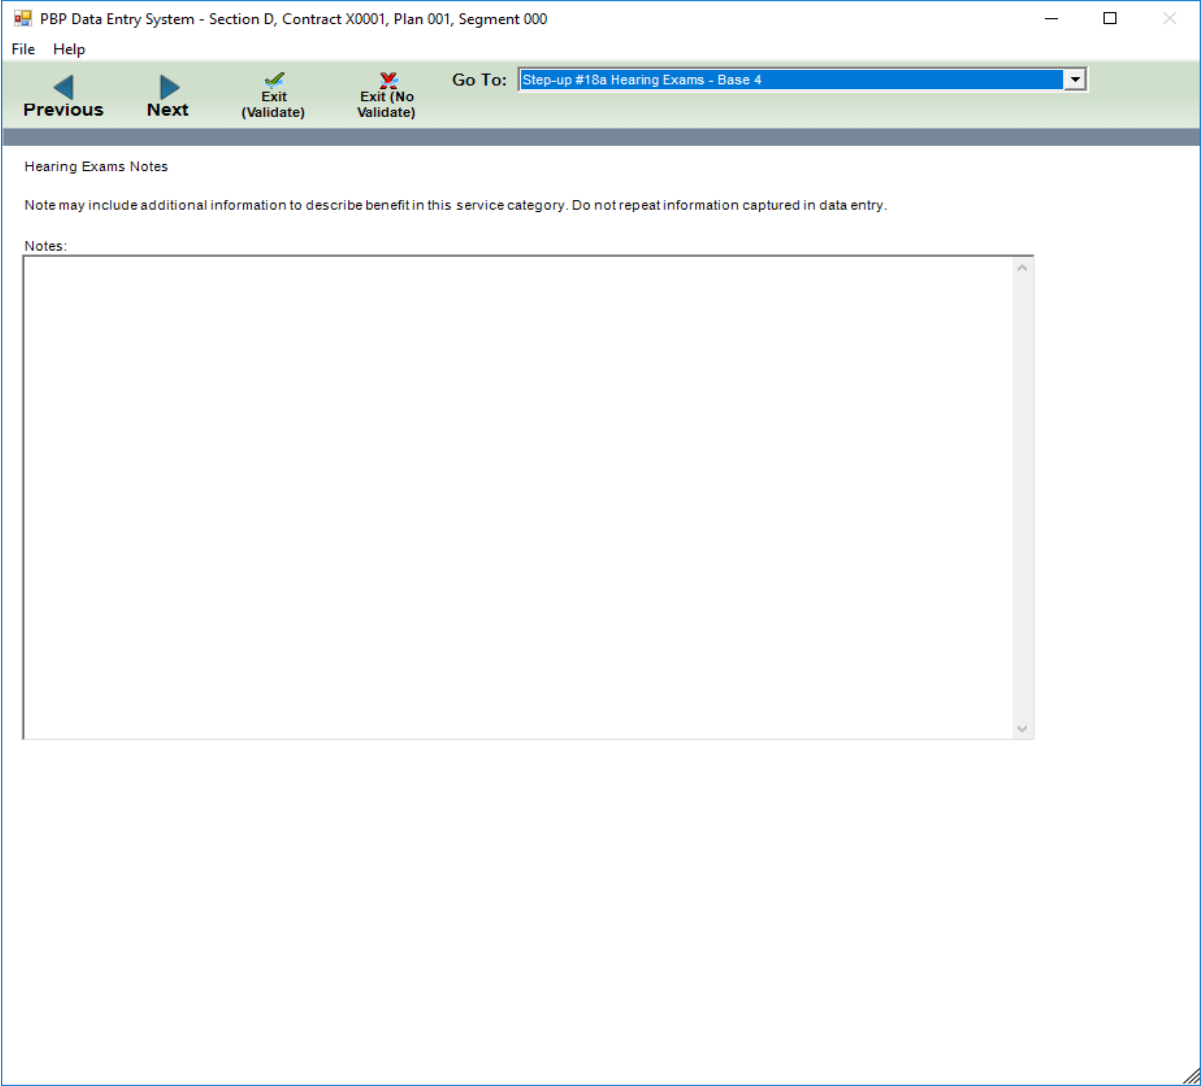 PBP Data Entry System - Section D, Contract X0001, Plan 001, Segment 000
File Help
Previous
Next
Exit
(Validate)
Exit (No
Validate)
Go To: Step-up #18a Hearing Exams - Base 4
Hearing Exams Notes
Note may include additional information to describe benefit in this service category. Do not repeat information captured in data entry.
Notes: